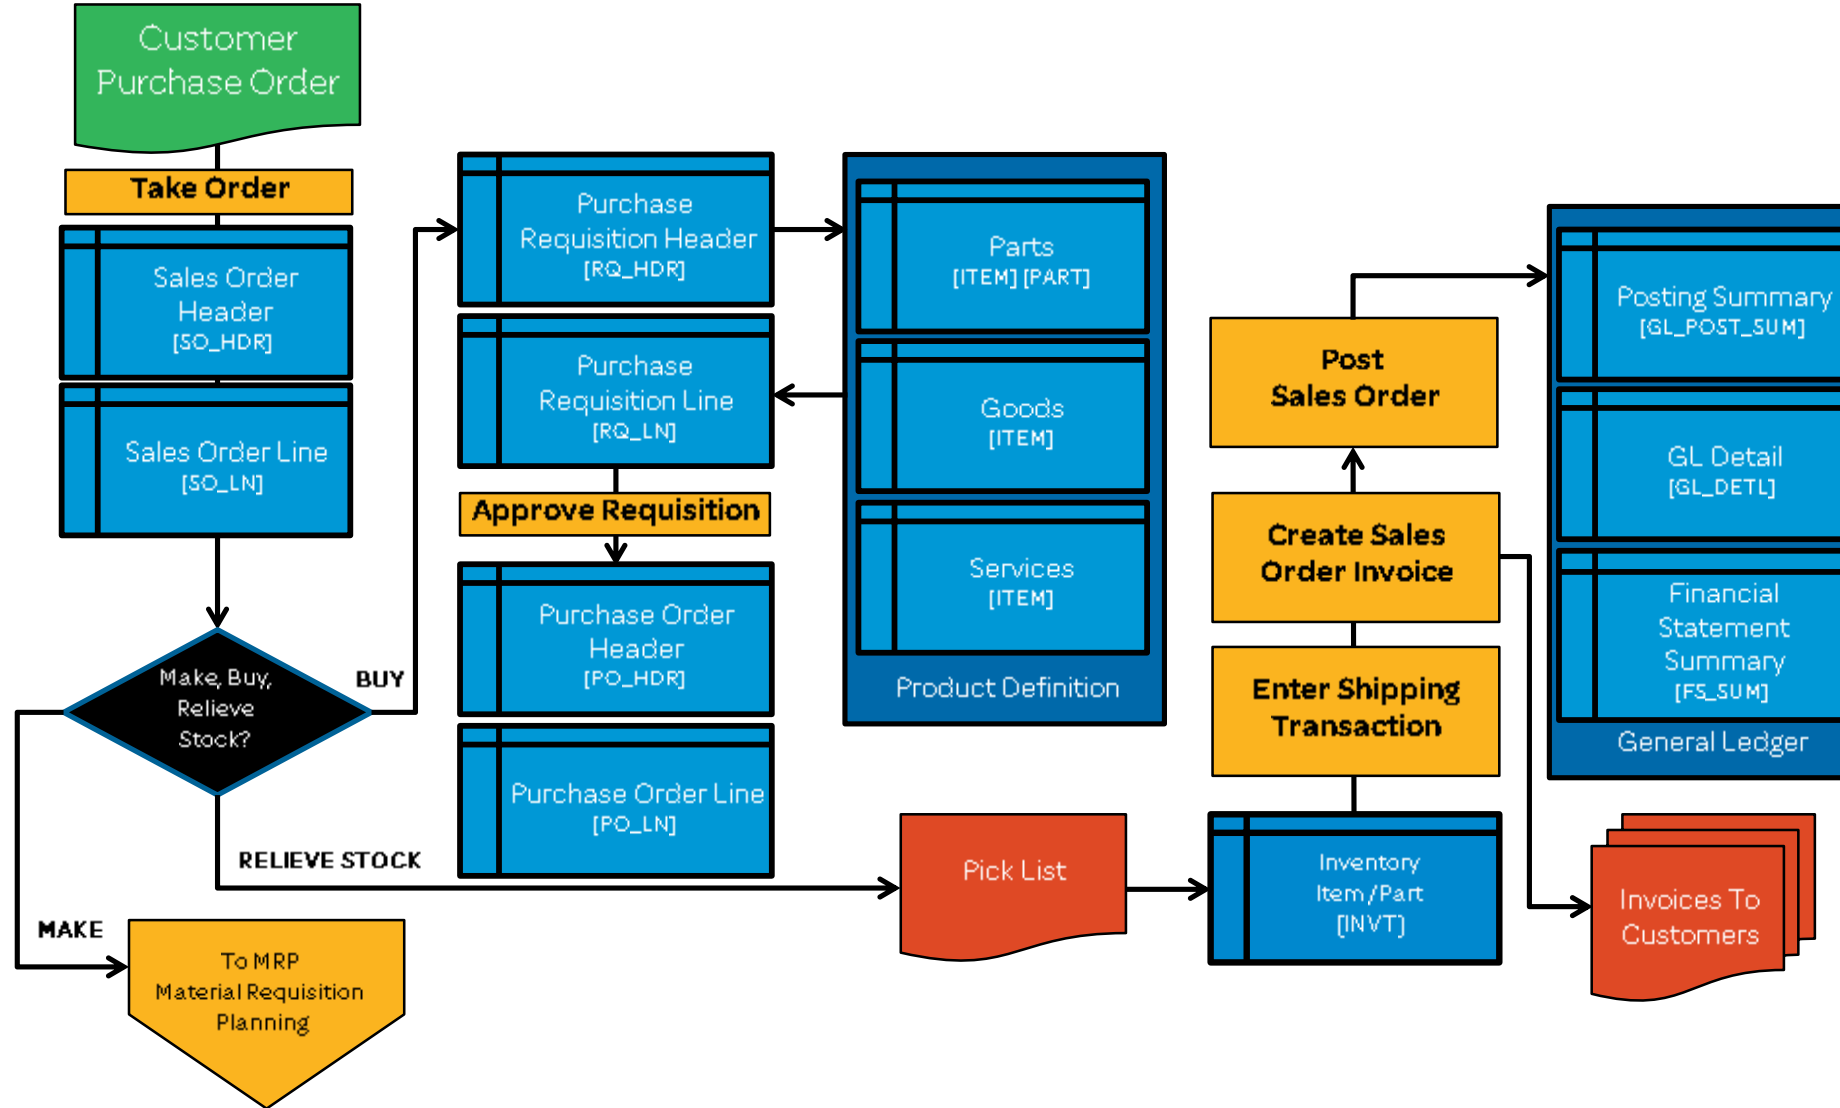 Customer
Purchase Order
Take Order
Sales Order
Header
[SO_HDR]
Sales Order Line
[SO_LN]
Make, Buy,
Relieve
Stock?
BUY
RELIEVE STOCK
MAKE
To MRP
Material Requisition
Planning
Purchase
Requisition Header
[RQ_HDR]
Purchase
Requisition Line
[RQ_LN]
Approve Requisition
Purchase Order
Header
[PO_HDR]
Purchase Order Line
[PO_LN]
Parts
[ITEM] [PART]
Goods
[ITEM]
Services
[ITEM]
Product Definition
Pick List
Inventory
Item/Part
[INVT]
Enter Shipping
Transaction
Create Sales
Order Invoice
Post
Sales Order
Posting Summary
[GL_POST_SUM]
GL Detail
[GL_DETL]
Financial
Statement
Summary
[FS_SUM]
General Ledger
Invoices To
Customers